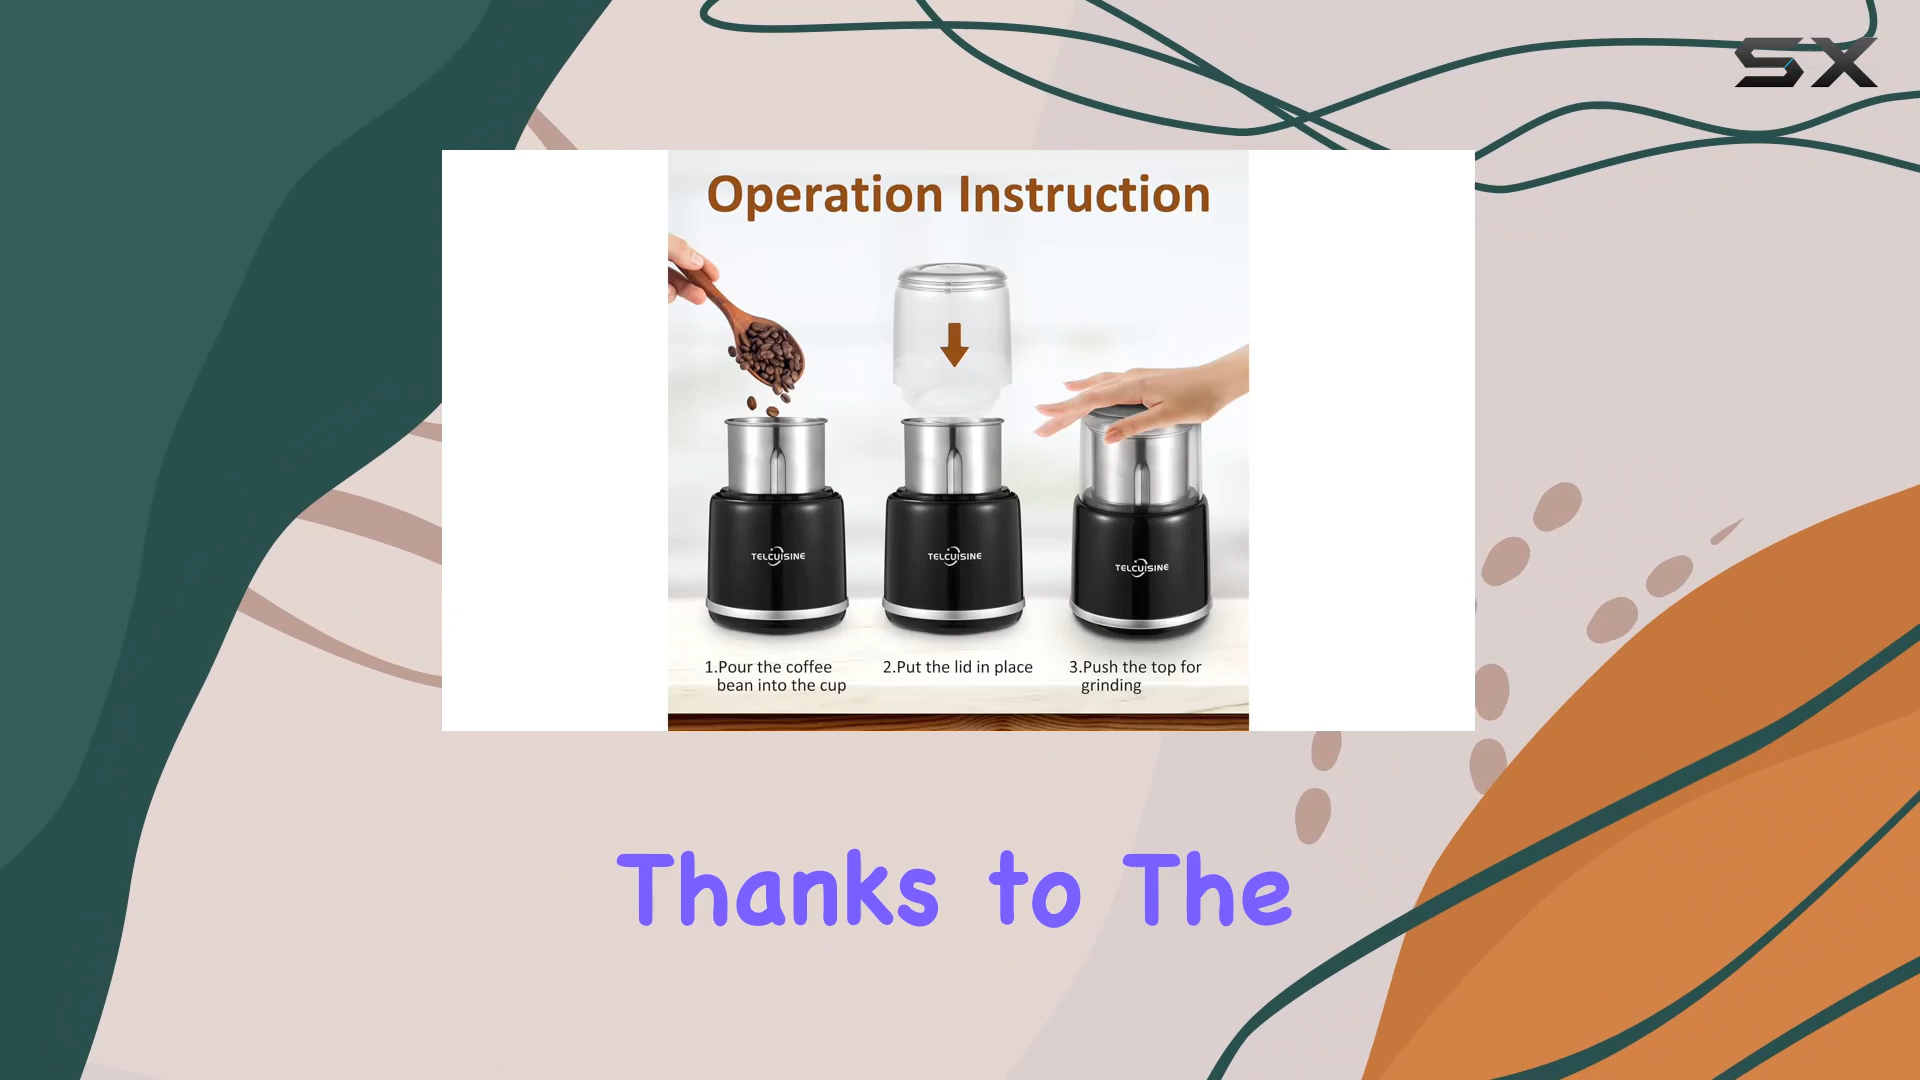 SX
Operation Instruction
TELCUISINE
TELCUISINE
TELCUISINE
1.Pour the coffee
bean into the cup
2.Put the lid in place
3.Push the top for
grinding
Thanks to The